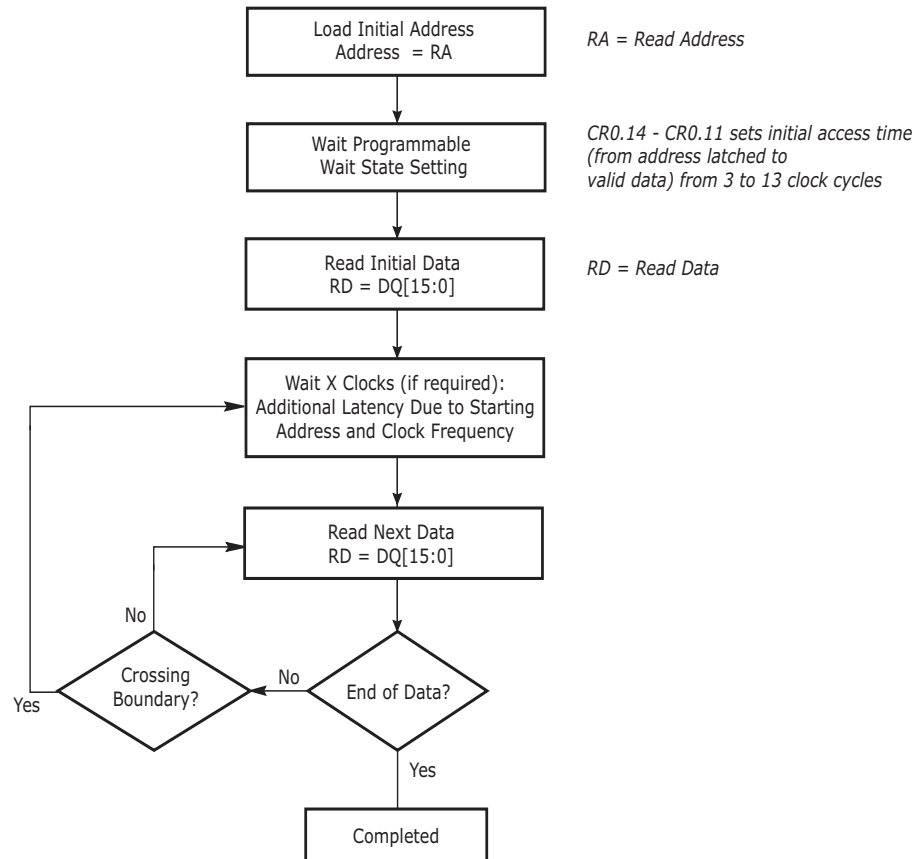 Load Initial Address
Address = RA
RA = Read Address
Wait Programmable
Wait State Setting
CR0.14 - CR0.11 sets initial access time
(from address latched to
valid data) from 3 to 13 clock cycles
Read Initial Data
RD = DQ[15:0]
RD = Read Data
Wait X Clocks (if required):
Additional Latency Due to Starting
Address and Clock Frequency
Read Next Data
RD = DQ[15:0]
No
Crossing
Boundary?
Yes
No
End of Data?
Yes
Completed